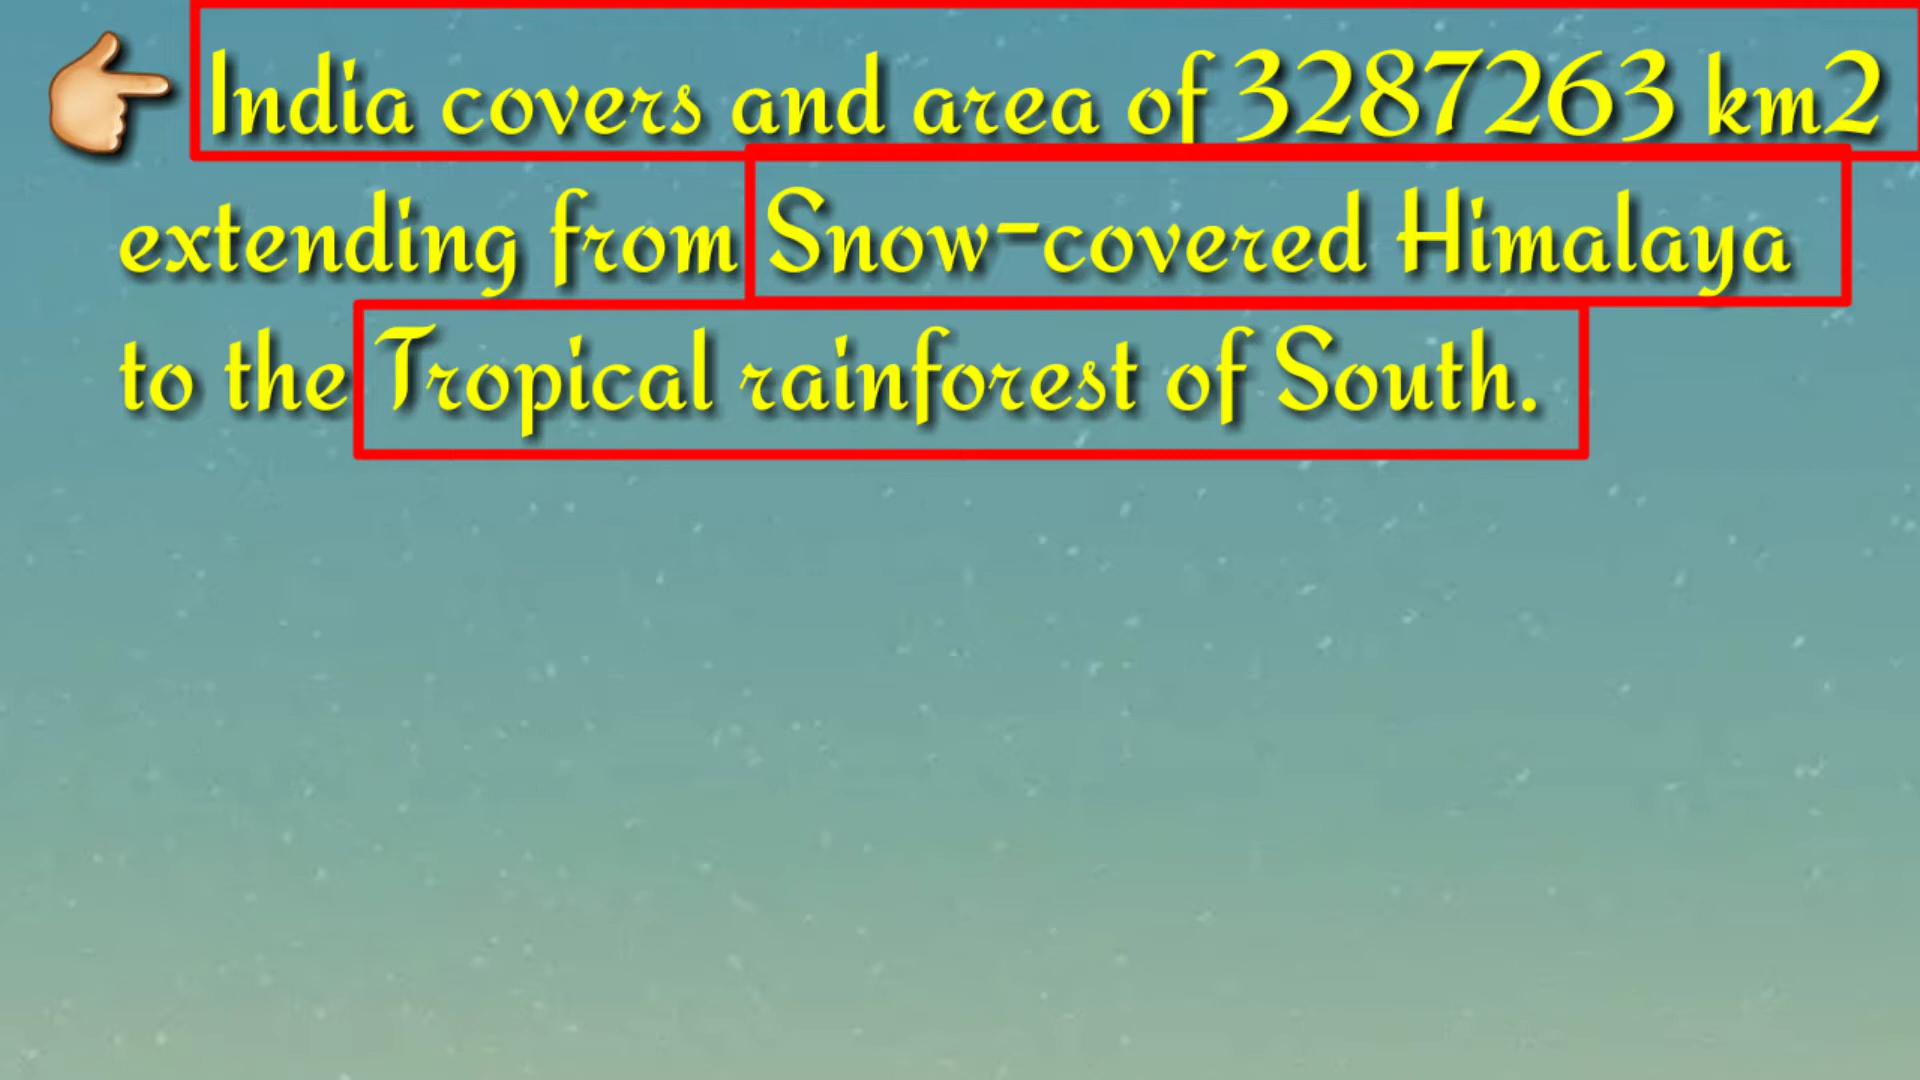 India covers and area of 3287263 km2
extending from Snow-covered Himalaya
to the Tropical rainforest of South.